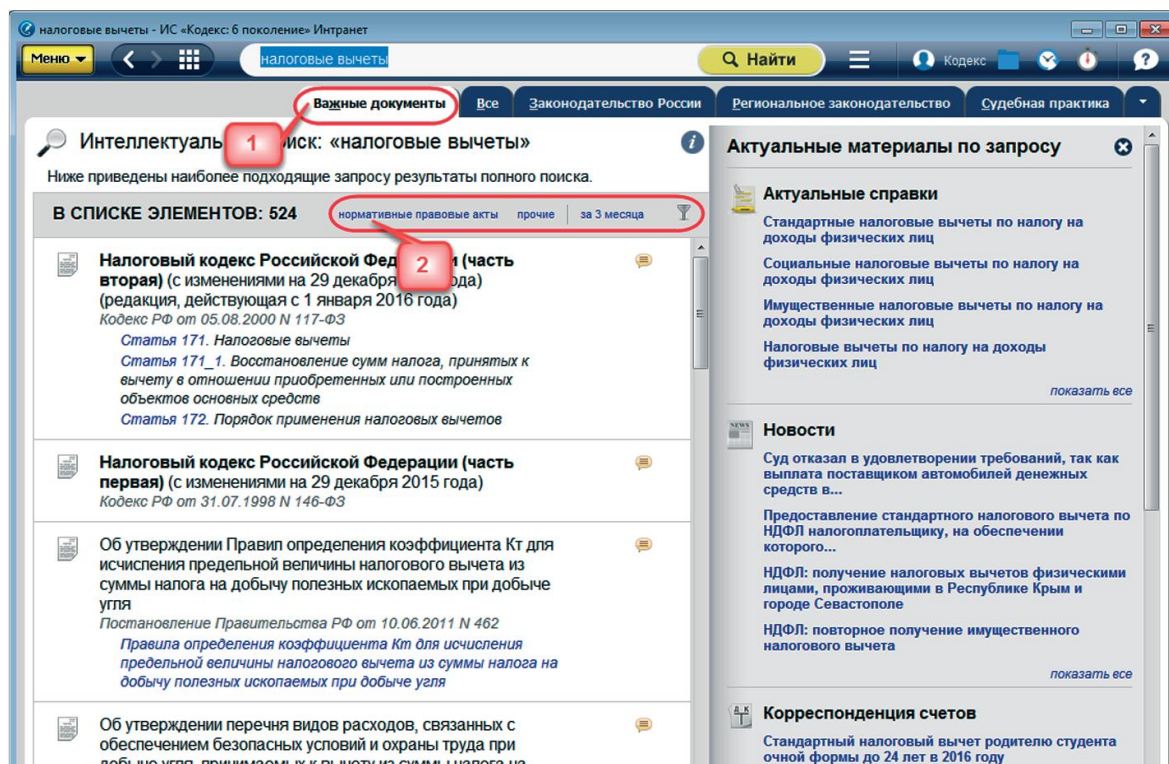 налоговые вычеты - ИС «Кодекс: 6 поколение» Интранет
Меню
налоговые вычеты
Найти
Кодекс
Важные документы
Все
Законодательство России
Региональное законодательство
Судебная практика
1
Интеллектуаль иск: «налоговые вычеты»
Ниже приведены наиболее подходящие запросу результаты полного поиска.
В СПИСКЕ ЭЛЕМЕНТОВ: 524
нормативные правовые акты
прочие
за 3 месяца
2
Налоговый кодекс Российской Фед и (часть
вторая) (с изменениями на 29 декабря ода)
(редакция, действующая с 1 января 2016 года)
Кодекс РФ от 05.08.2000 N 117-ФЗ
Статья 171. Налоговые вычеты
Статья 171_1. Восстановление сумм налога, принятых к
вычету в отношении приобретенных или построенных
объектов основных средств
Статья 172. Порядок применения налоговых вычетов
Налоговый кодекс Российской Федерации (часть
первая) (с изменениями на 29 декабря 2015 года)
Кодекс РФ от 31.07.1998 N 146-ФЗ
Об утверждении Правил определения коэффициента Кт для
исчисления предельной величины налогового вычета из
суммы налога на добычу полезных ископаемых при добыче
угля
Постановление Правительства РФ от 10.06.2011 N 462
Правила определения коэффициента Кт для исчисления
предельной величины налогового вычета из суммы налога на
добычу полезных ископаемых при добыче угля
Об утверждении перечня видов расходов, связанных с
обеспечением безопасных условий и охраны труда при
добыче угля, принимаемых к вычету из суммы налога на
Актуальные материалы по запросу
Актуальные справки
Стандартные налоговые вычеты по налогу на
доходы физических лиц
Социальные налоговые вычеты по налогу на
доходы физических лиц
Имущественные налоговые вычеты по налогу на
доходы физических лиц
Налоговые вычеты по налогу на доходы
физических лиц
показать все
NEWS
Новости
Суд отказал в удовлетворении требований, так как
выплата поставщиком автомобилей денежных
средств в...
Предоставление стандартного налогового вычета по
НДФЛ налогоплательщику, на обеспечении
которого...
НДФЛ: получение налоговых вычетов физическими
лицами, проживающими в Республике Крым и
городе Севастополе
НДФЛ: повторное получение имущественного
налогового вычета
показать все
Д К
Корреспонденция счетов
Стандартный налоговый вычет родителю студента
очной формы до 24 лет в 2016 году